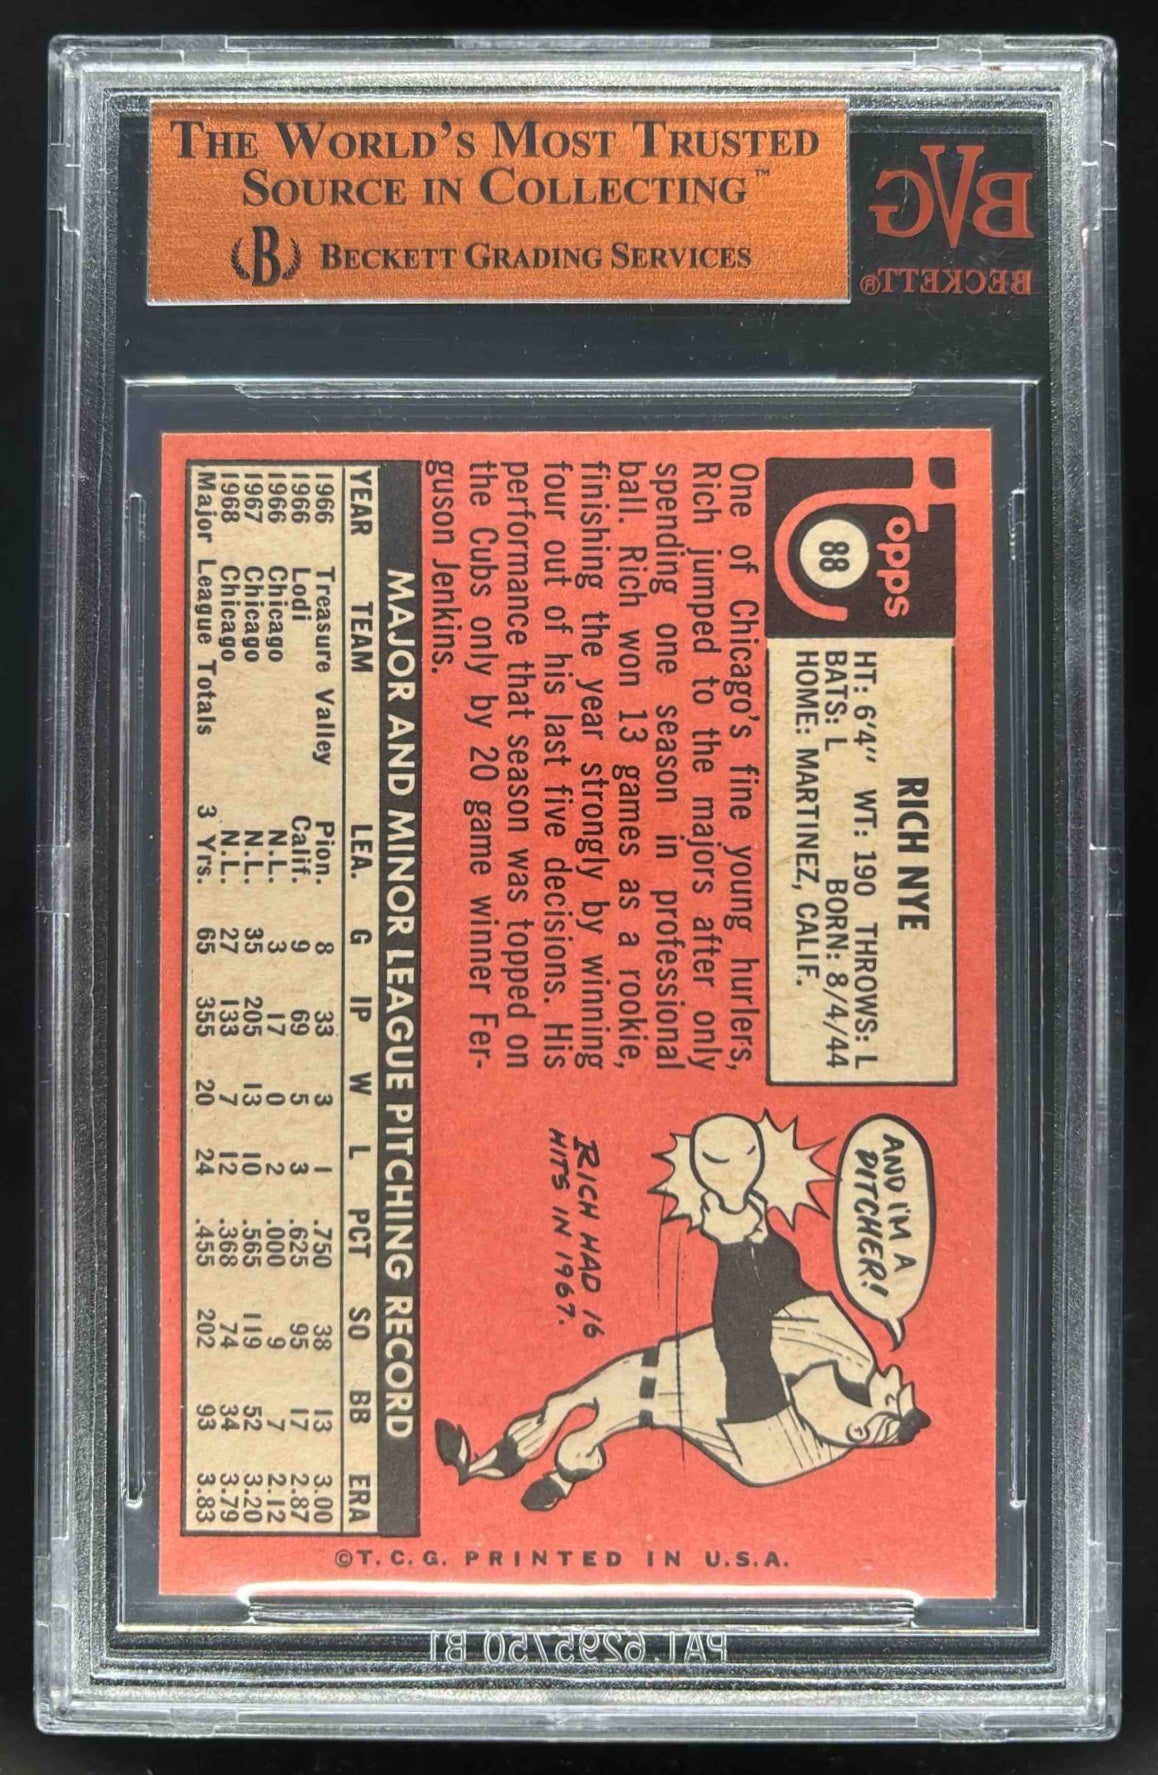 THE WORLD'S MOST TRUSTED
SOURCE IN COLLECTING™
B BECKETT GRADING SERVICES
BVG
BECKETT®
Topps
88
RICH NYE
HT: 6'4" WT: 190 THROWS: L
BATS: L BORN: 8/4/44
HOME: MARTINEZ, CALIF.
One of Chicago's fine young hurlers,
Rich jumped to the majors after only
spending one season in professional
ball. Rich won 13 games as a rookie,
finishing the year strongly by winning
four out of his last five decisions. His
performance that season was topped on
the Cubs only by 20 game winner Fer-
guson Jenkins.
AND I'M A
PITCHER!
RICH HAD 16
HITS IN 1967.
MAJOR AND MINOR LEAGUE PITCHING RECORD
YEAR TEAM LEA. G IP W L PCT SO BB ERA
1966 Treasure Valley Pion. 8 33 3 1 .750 38 13 3.00
1966 Lodi Calif. 9 69 5 3 .625 95 17 2.87
1966 Chicago N.L. 3 17 0 2 .000 9 7 2.12
1967 Chicago N.L. 35 205 13 10 .565 119 52 3.20
1968 Chicago N.L. 27 133 7 12 .368 74 34 3.79
Major League Totals 3 Yrs. 65 355 20 24 .455 202 93 3.83
©T.C.G. PRINTED IN U.S.A.
PAT. 6295750 B1